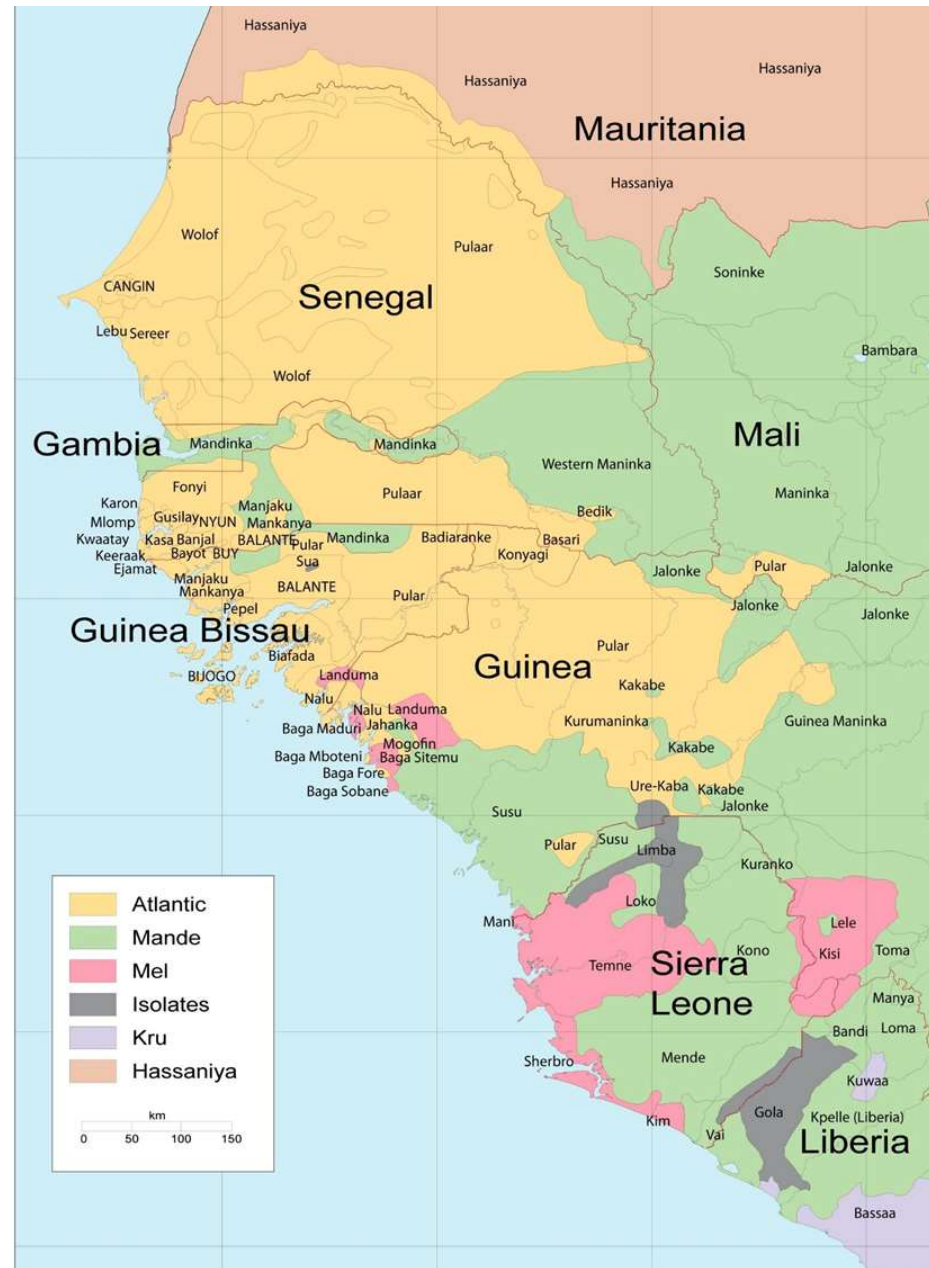 Hassaniya
Hassaniya
Hassaniya
Mauritania
Hassaniya
Wolof
Pulaar
Soninke
CANGIN
Senegal
Lebu Sereer
Bambara
Wolof
Gambia
Mandinka
Mandinka
Mali
Western Maninka
Fonyi
Pulaar
Maninka
Karon
Manjaku
Bedik
Mlomp
Gusilay
NYUN
Mankanya
Kwaatay
Kasa
Banjal
BALANTE
Mandinka
Badiaranke
Basari
Keeraak
Bayot
BUY
Pular
Konyagi
Ejamat
Sua
Jalonke
Pular
Jalonke
Manjaku
BALANTE
Mankanya
Pular
Jalonke
Pepel
Jalonke
Guinea Bissau
Biafada
Pular
Guinea
BIJOGO
Landuma
Kakabe
Nalu
Nalu
Landuma
Baga Maduri
Jahanka
Kurumaninka
Guinea Maninka
Mogofin
Kakabe
Baga Mboteni
Baga Sitemu
Baga Fore
Ure-Kaba
Kakabe
Baga Sobane
Jalonke
Susu
Pular
Susu
Limba
Kuranko
Loko
Mani
Lele
Temne
Kono
Kisi
Toma
Sierra
Leone
Manya
Bandi
Loma
Sherbro
Mende
Kuwaa
Gola
Kpelle (Liberia)
Kim
Vai
Liberia
Bassaa
Atlantic
Mande
Mel
Isolates
Kru
Hassaniya
km
0 50 100 150